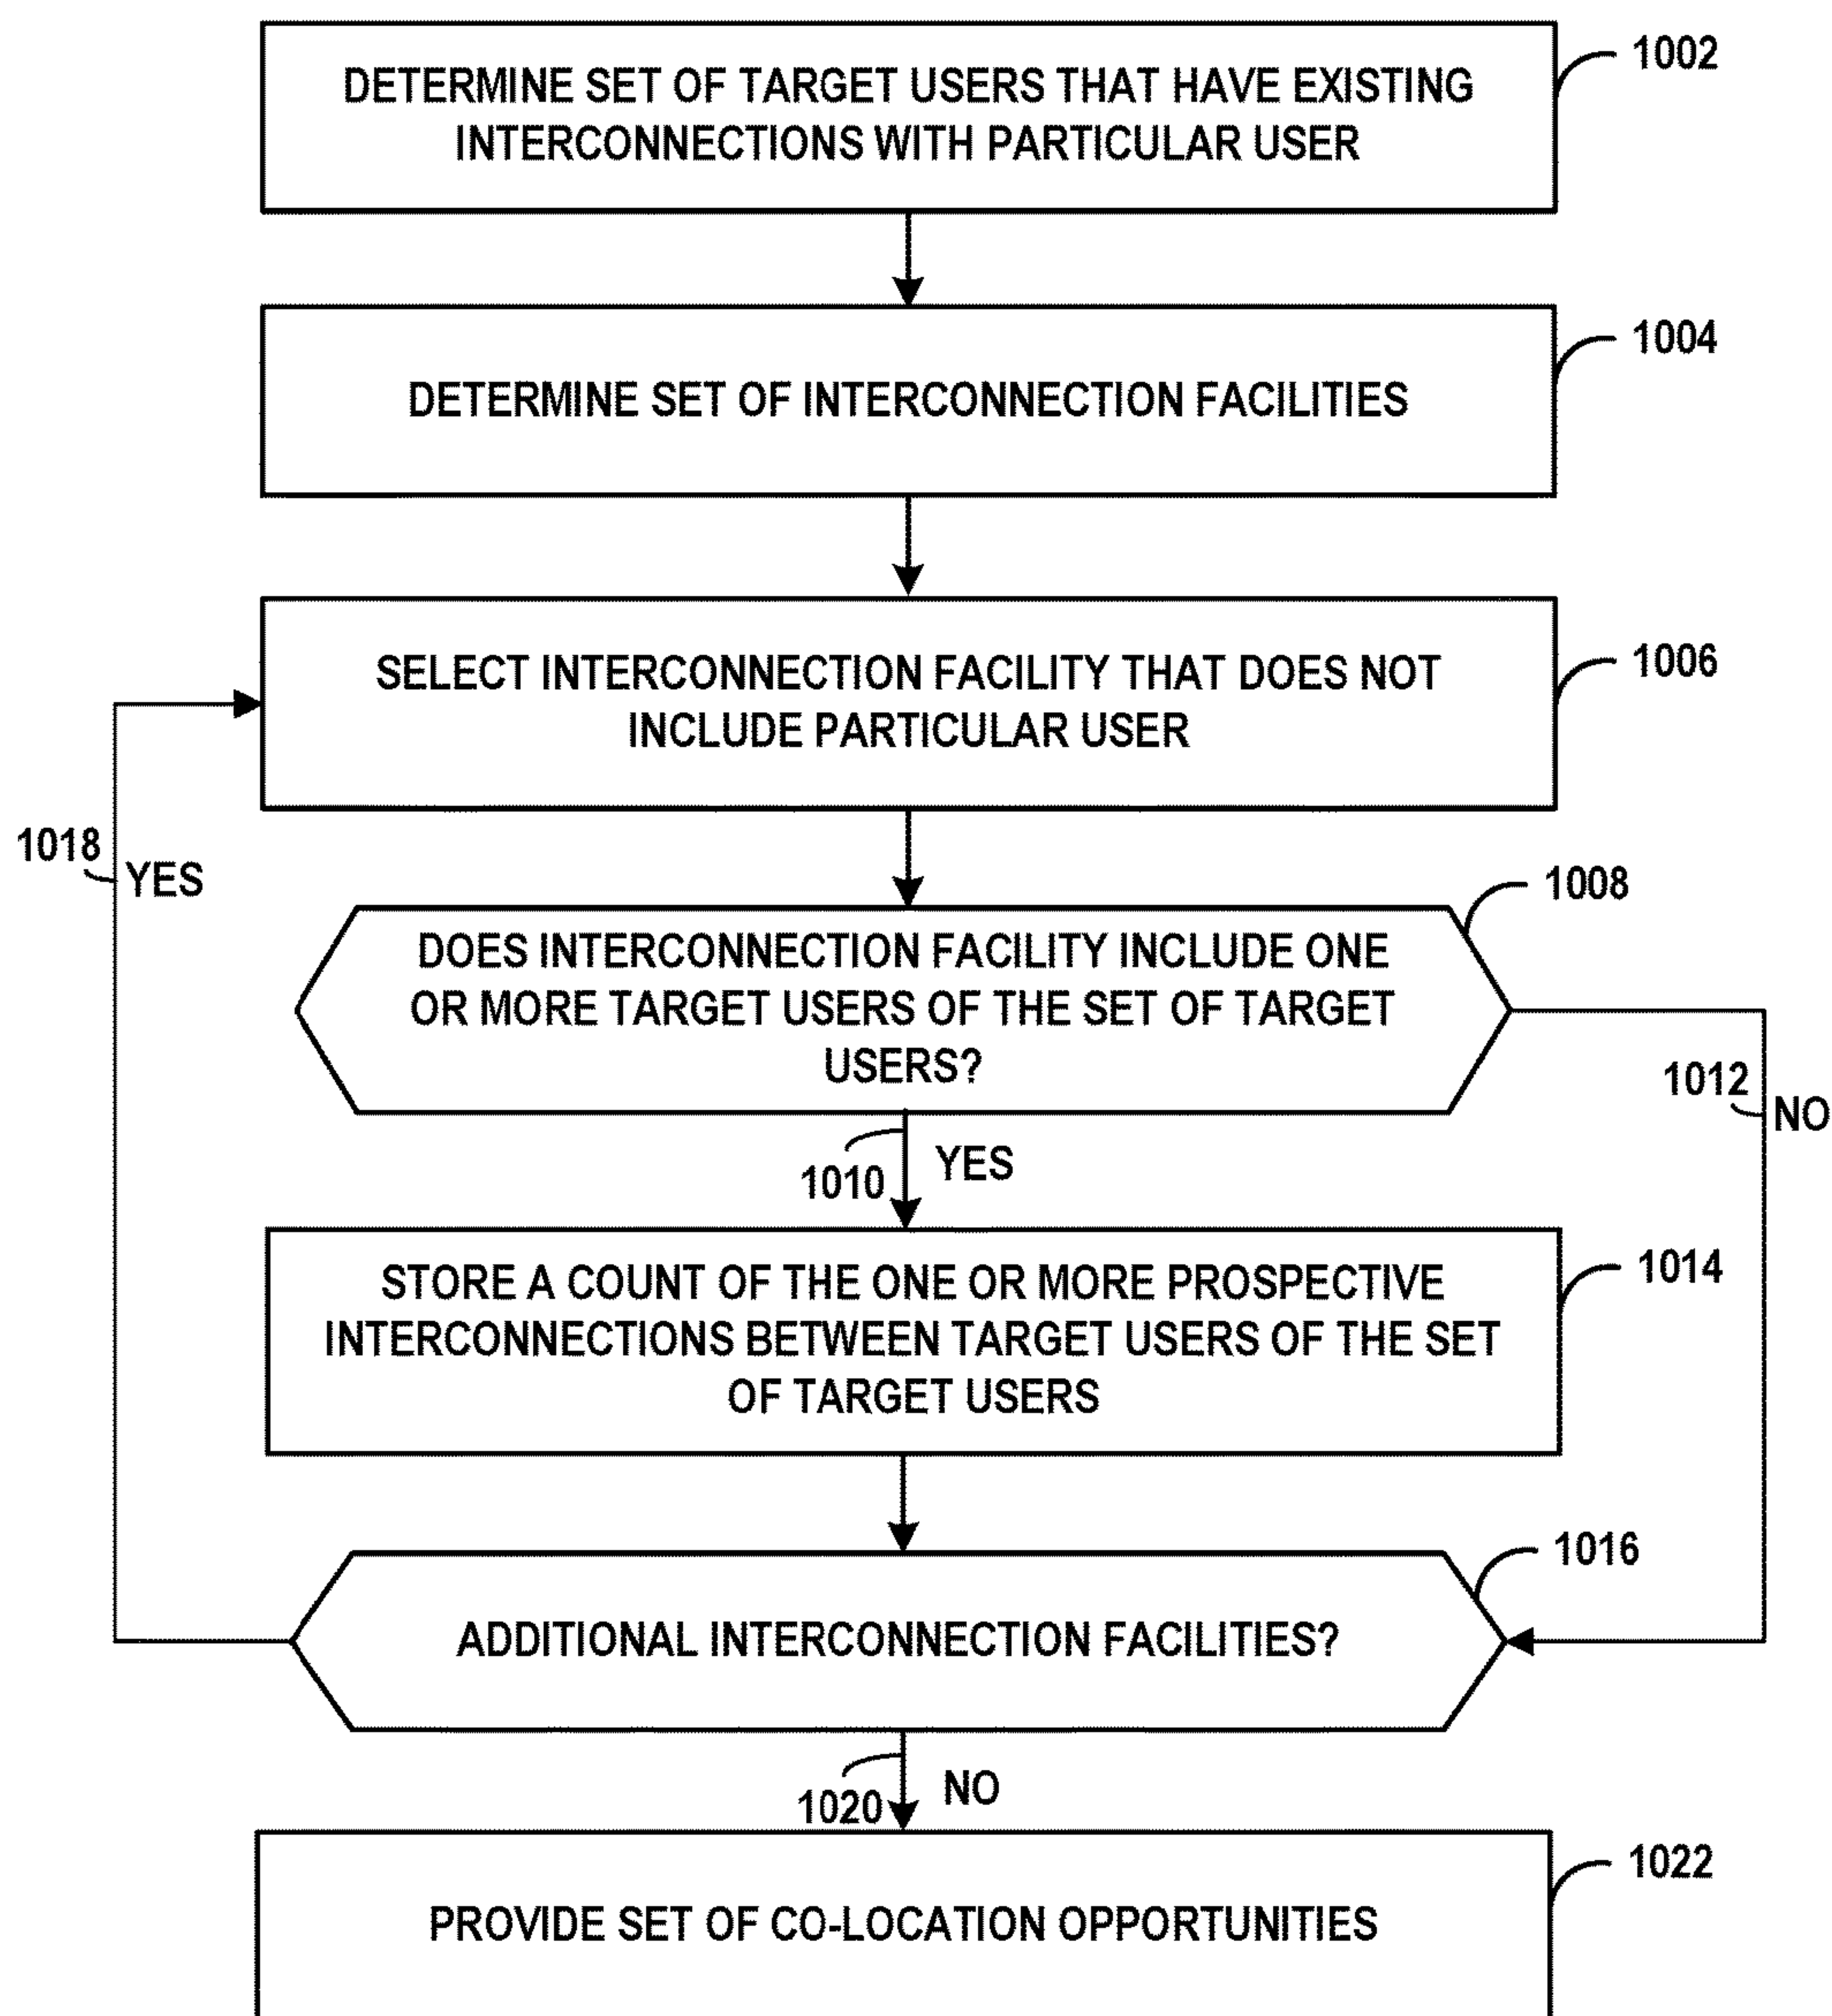 1002
DETERMINE SET OF TARGET USERS THAT HAVE EXISTING
INTERCONNECTIONS WITH PARTICULAR USER
1004
DETERMINE SET OF INTERCONNECTION FACILITIES
1006
SELECT INTERCONNECTION FACILITY THAT DOES NOT
INCLUDE PARTICULAR USER
1018
YES
1008
DOES INTERCONNECTION FACILITY INCLUDE ONE
OR MORE TARGET USERS OF THE SET OF TARGET
USERS?
1012
NO
1010
YES
1014
STORE A COUNT OF THE ONE OR MORE PROSPECTIVE
INTERCONNECTIONS BETWEEN TARGET USERS OF THE SET
OF TARGET USERS
1016
ADDITIONAL INTERCONNECTION FACILITIES?
1020
NO
1022
PROVIDE SET OF CO-LOCATION OPPORTUNITIES